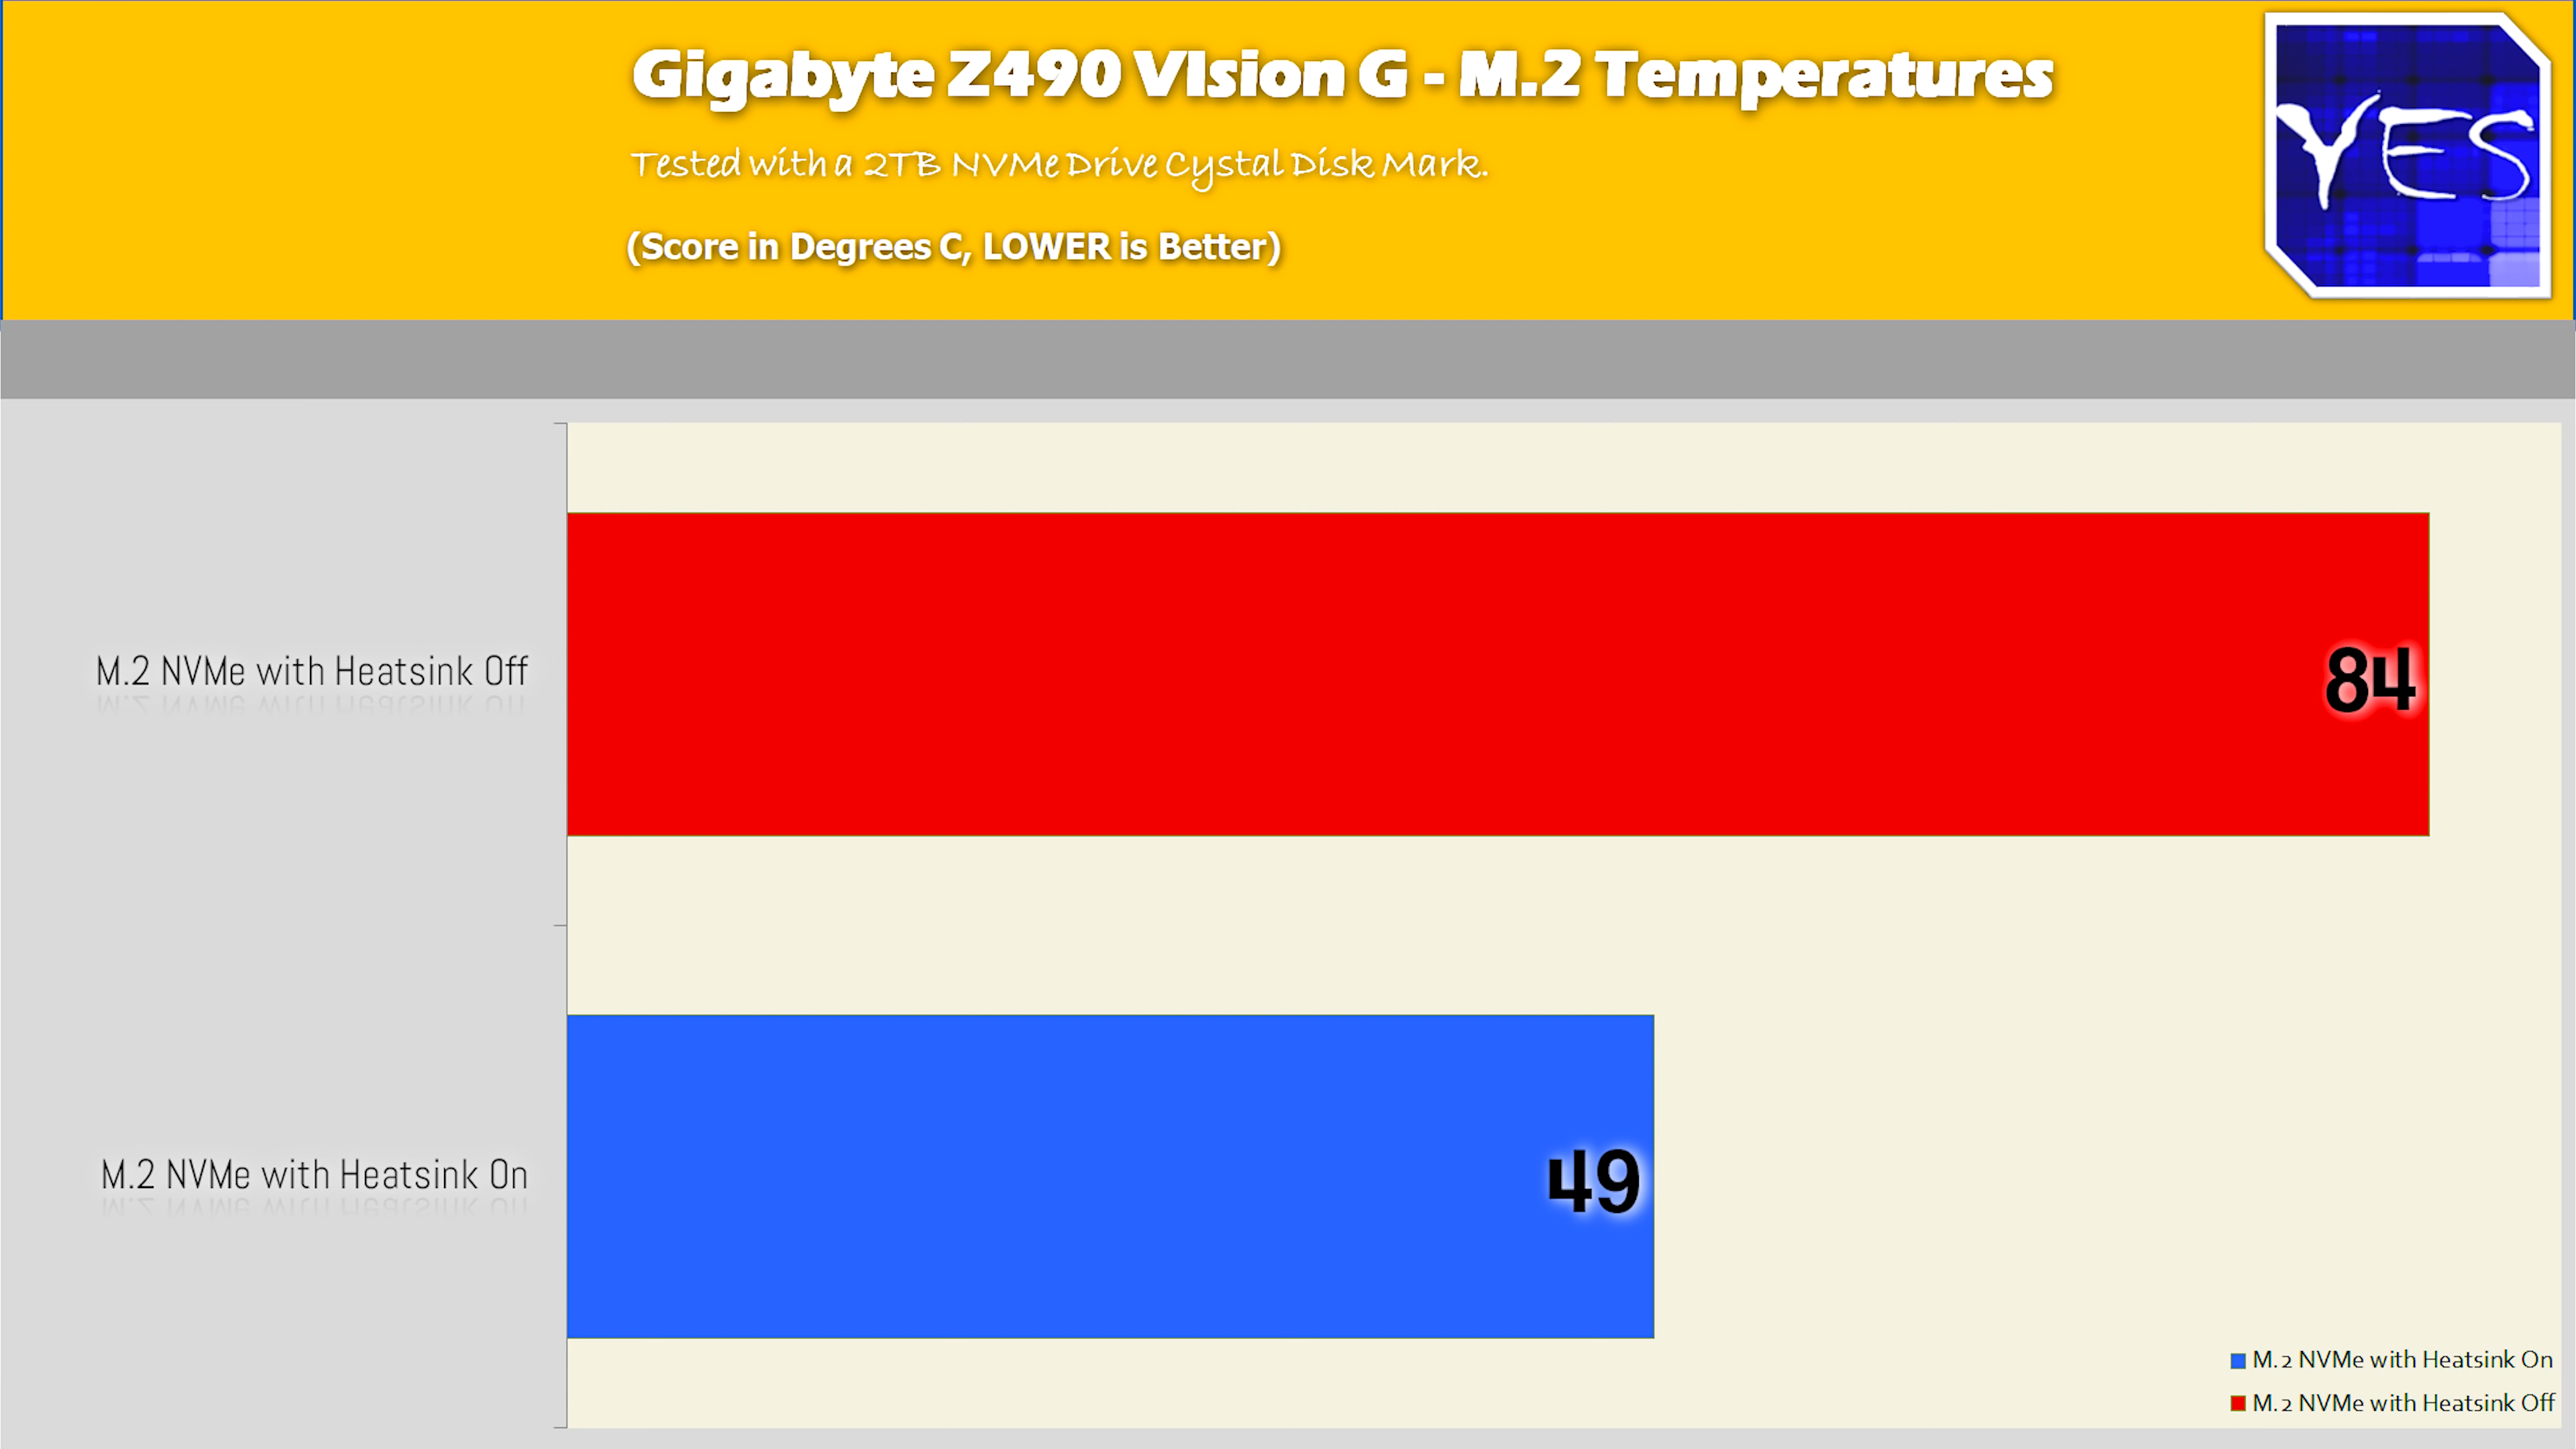 Gigabyte Z490 VIsion G - M.2 Temperatures
YES
Tested with a 2TB NVMe Drive Cystal Disk Mark.
(Score in Degrees C, LOWER is Better)
M.2 NVMe with Heatsink Off
84
M.2 NVMe with Heatsink On
49
M.2 NVMe with Heatsink On
M.2 NVMe with Heatsink Off